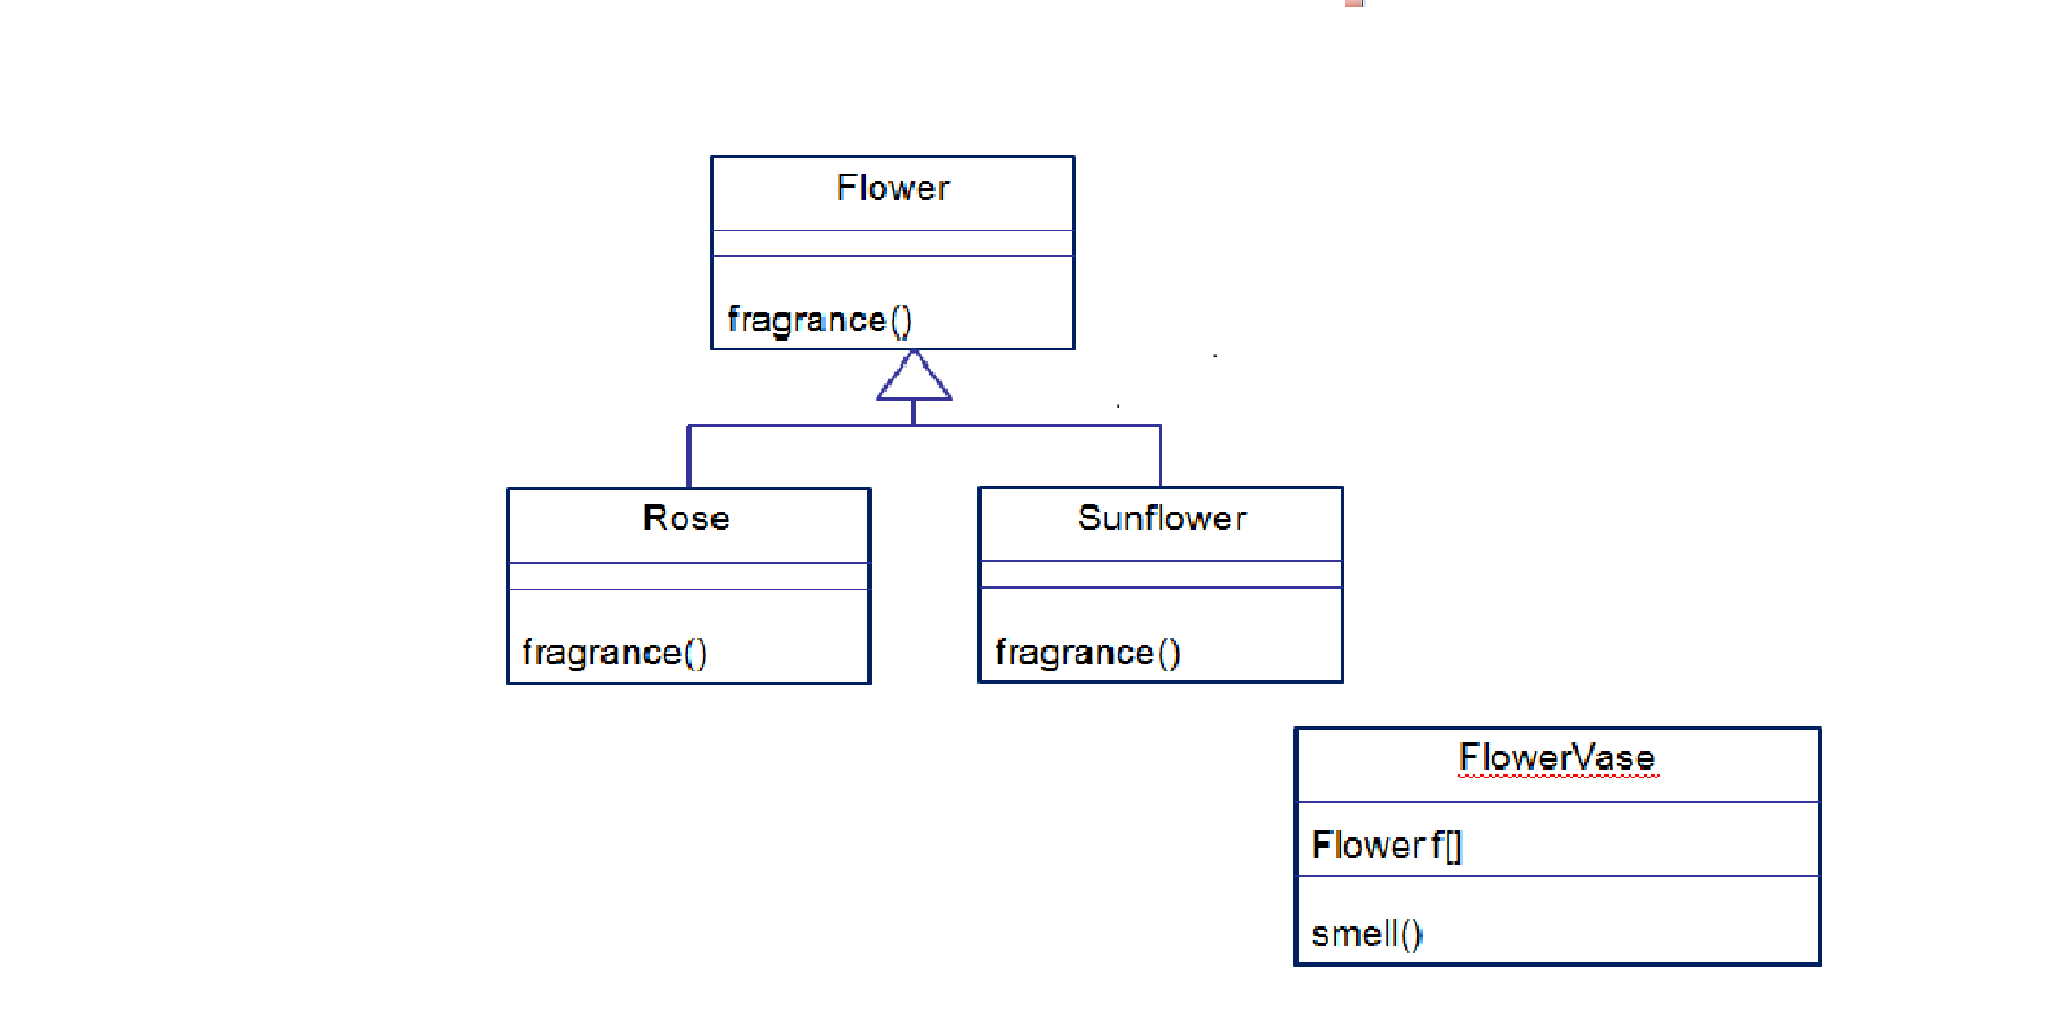 Flower
fragrance()
Rose
fragrance()
Sunflower
fragrance()
FlowerVase
Flower f[]
smell()